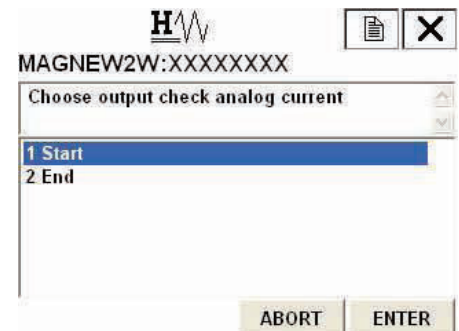 H
MAGNEW2W:XXXXXXXX
Choose output check analog current
1 Start
2 End
ABORT ENTER